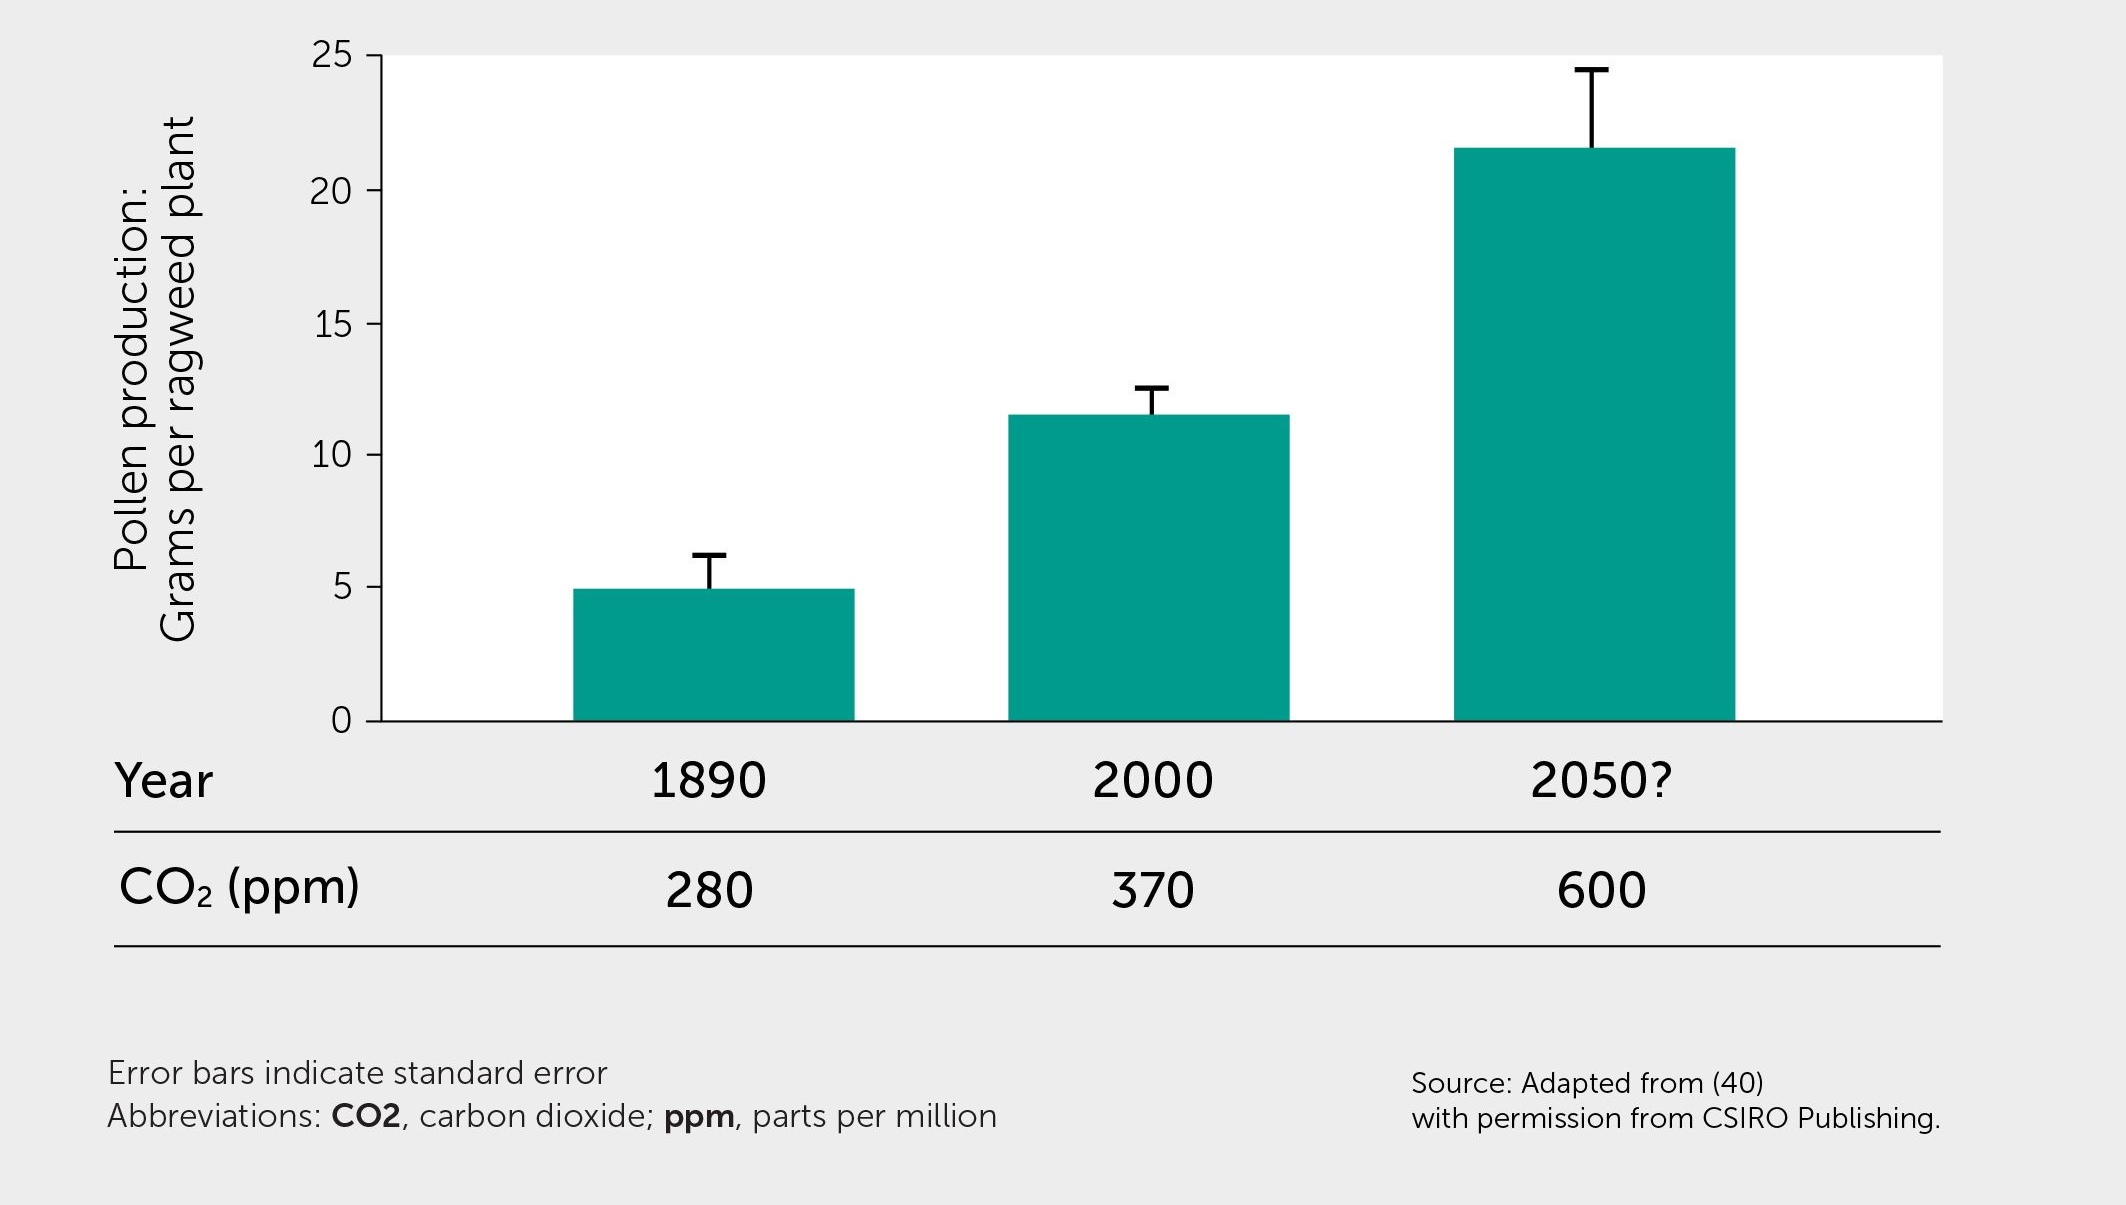 25
20
15
10
5
0
Pollen production:
Grams per ragweed plant
Year 1890 2000 2050?
CO₂ (ppm) 280 370 600
Error bars indicate standard error
Abbreviations: CO2, carbon dioxide; ppm, parts per million
Source: Adapted from (40)
with permission from CSIRO Publishing.